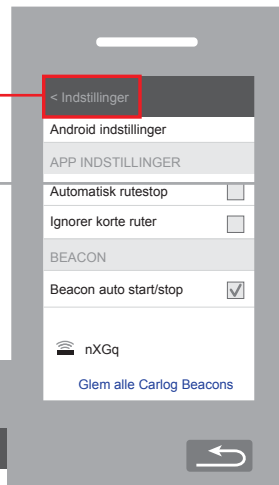 < Indstillinger
Android indstillinger
APP INDSTILLINGER
Automatisk rutestop
Ignorer korte ruter
BEACON
Beacon auto start/stop
nXGq
Glem alle Carlog Beacons